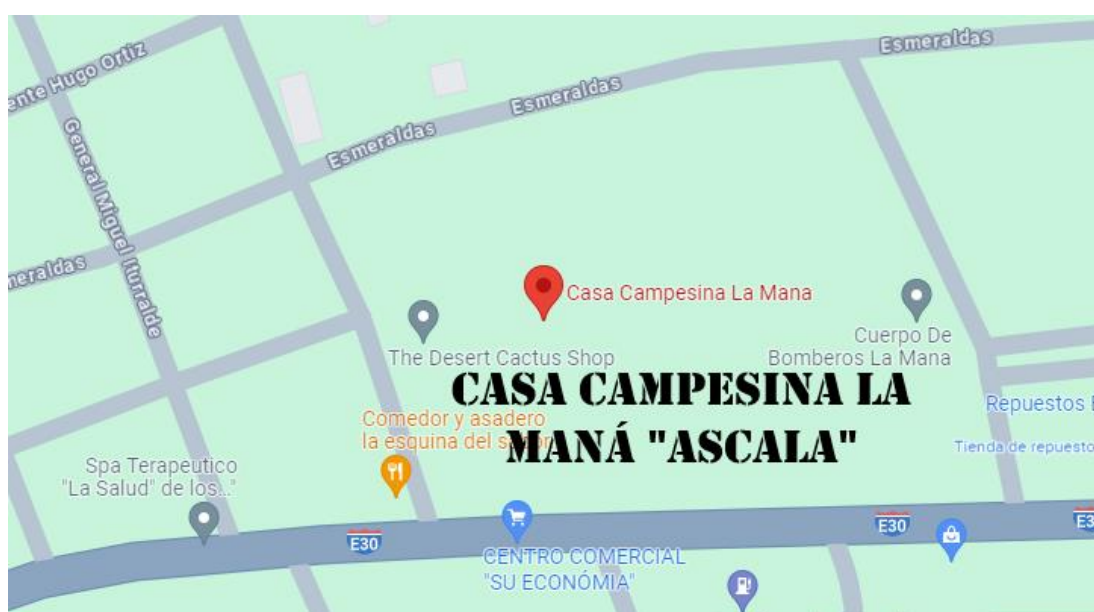 Esmeraldas
ente Hugo Ortiz
Esmeraldas
Esmeraldas
General Miguel Iturralde
meraldas
Casa Campesina La Mana
The Desert Cactus Shop
Cuerpo De
Bomberos La Mana
CASA CAMPESINA LA
MANÁ "ASCALA"
Repuestos
Comedor y asadero
la esquina del
Tienda de repuesto
Spa Terapeutico
"La Salud" de los..."
E30
E30
E3
CENTRO COMERCIAL
"SU ECONÓMIA"